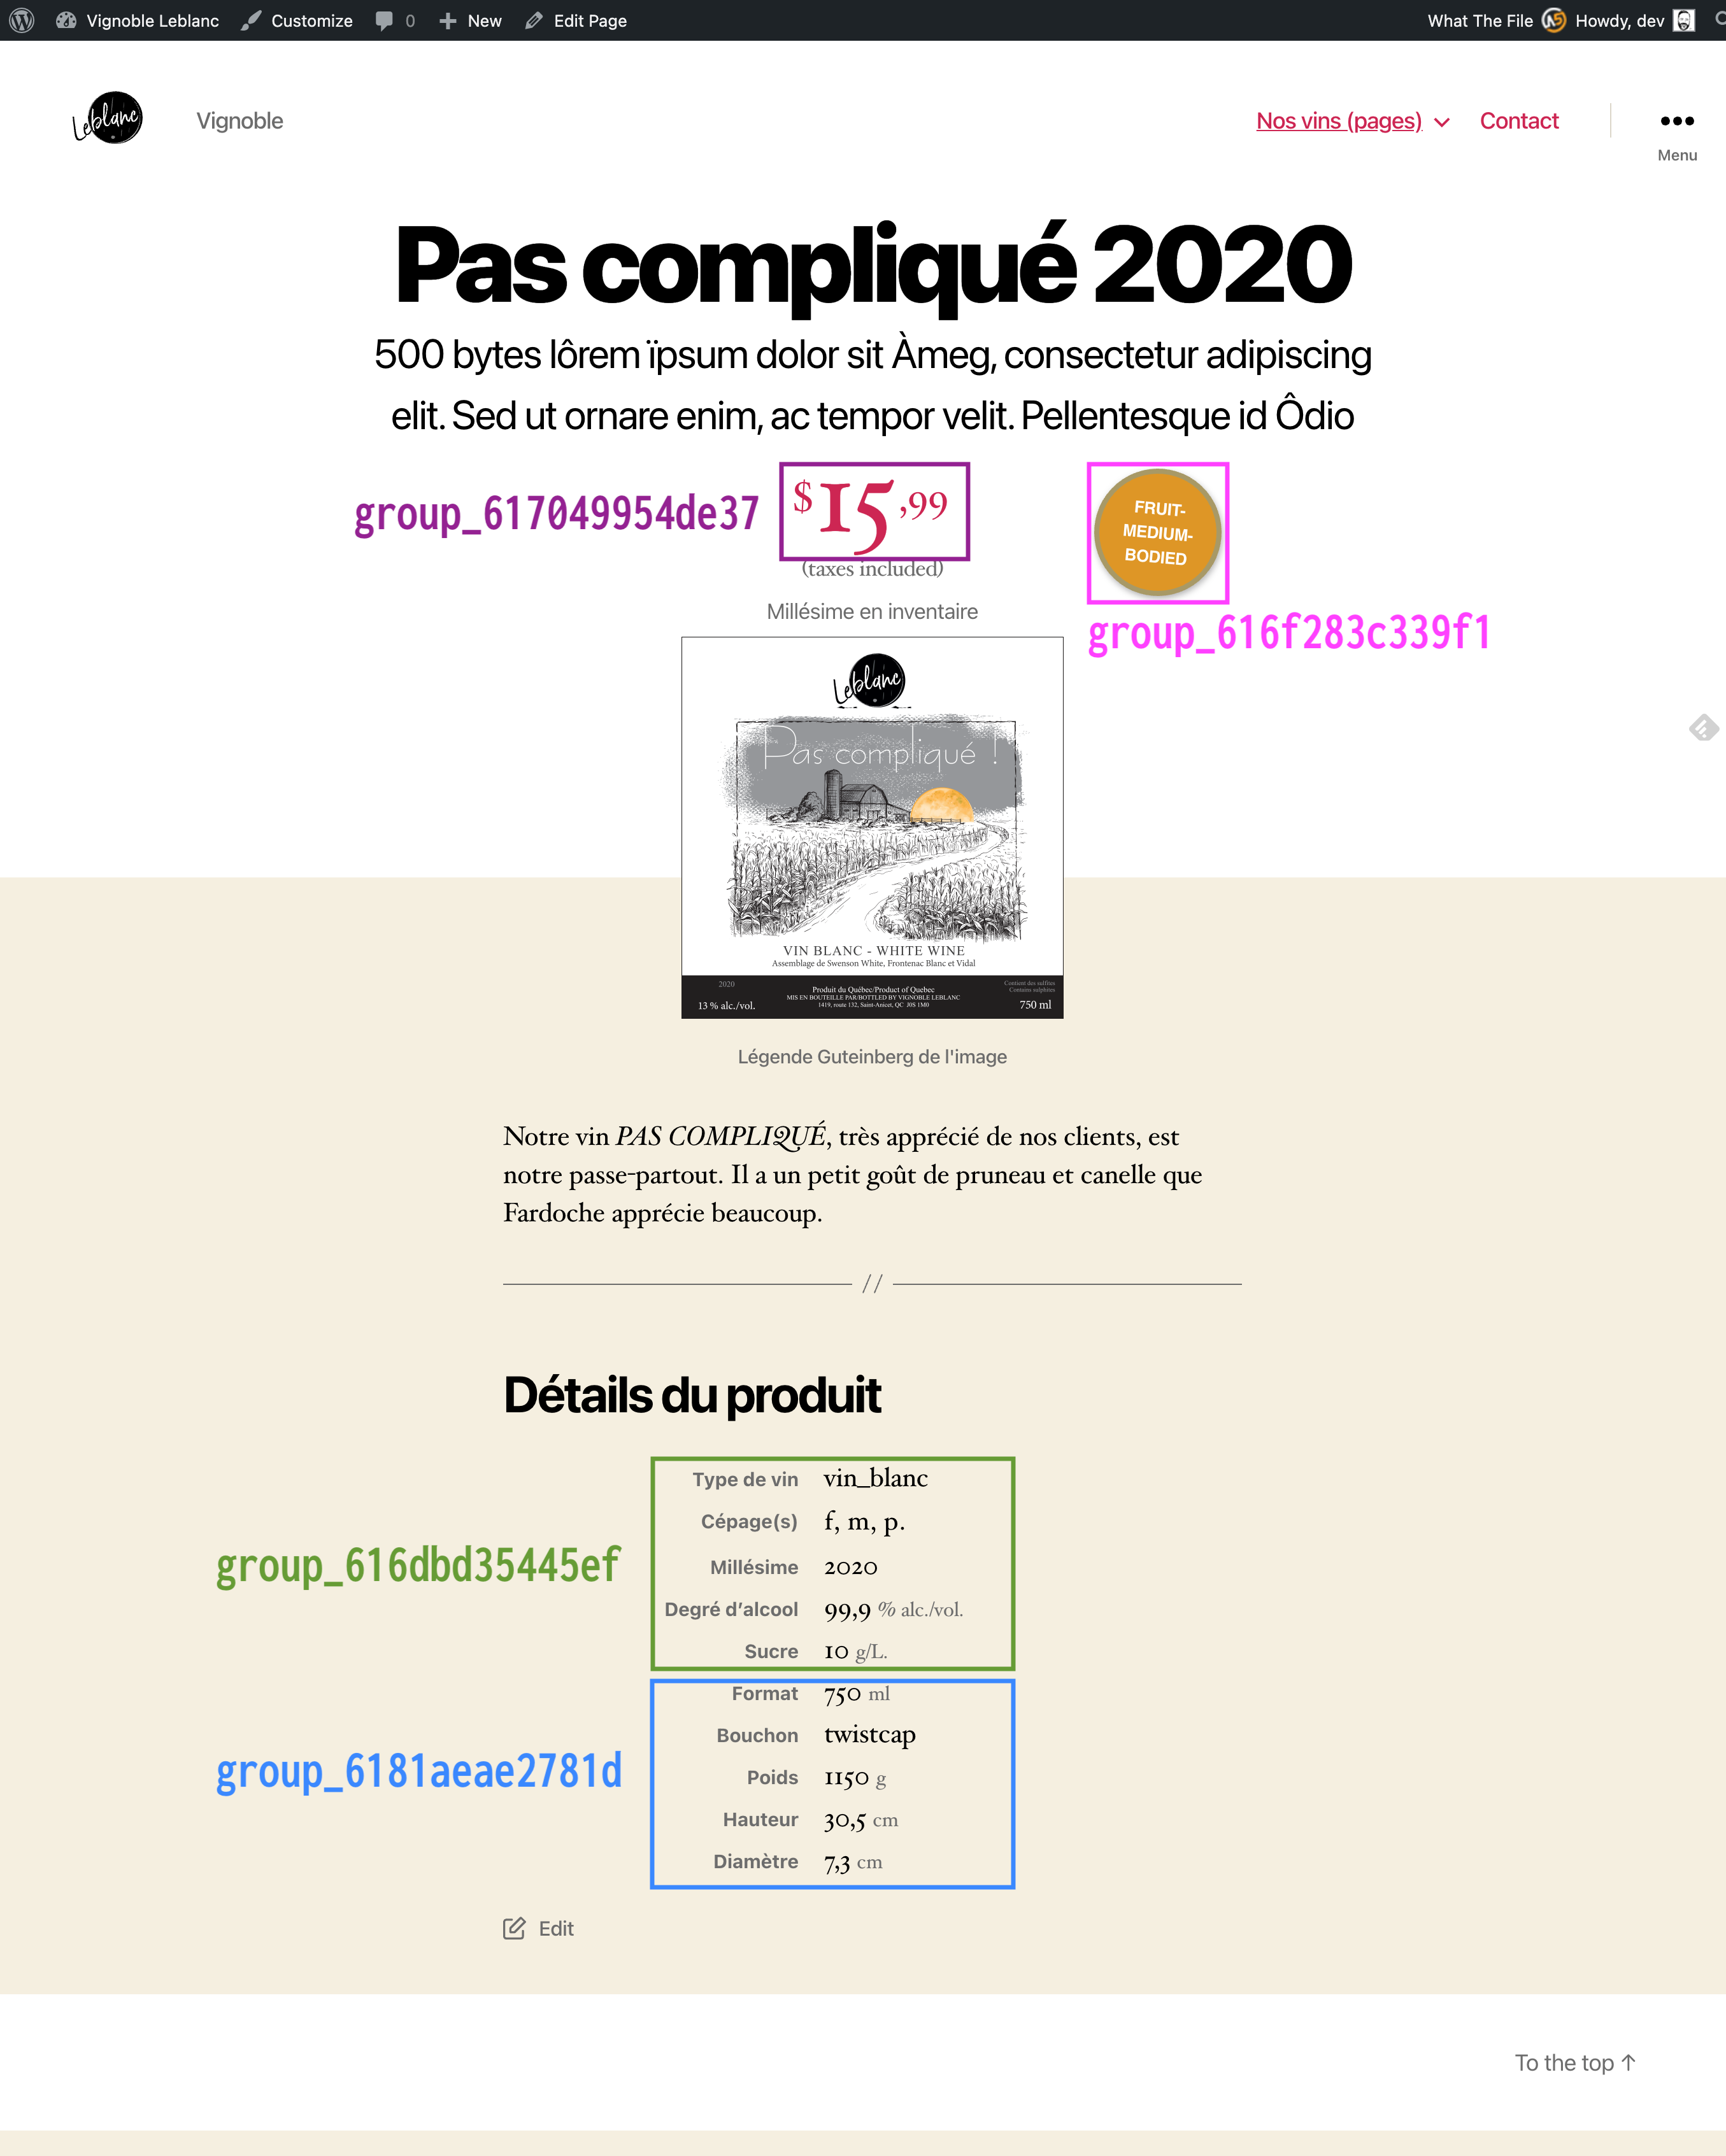 Vignoble Leblanc Customize 0 New Edit Page What The File Howdy, dev
Leblanc Vignoble Nos vins (pages) Contact
Menu
Pas compliqué 2020
500 bytes lôrem ïpsum dolor sit Àmeg, consectetur adipiscing
elit. Sed ut ornare enim, ac tempor velit. Pellentesque id Ôdio
group_617049954de37
$15,99
(taxes included)
FRUIT-
MEDIUM-
BODIED
group_616f283c339f1
Millésime en inventaire
Leblanc
Pas compliqué !
VIN BLANC - WHITE WINE
Assemblage de Swenson White, Frontenac Blanc et Vidal
2020
13 % alc./vol.
Produit du Québec/Product of Quebec
MIS EN BOUTEILLE PAR/BOTTLED BY VIGNOBLE LEBLANC
1419, route 132, Saint-Anicet, QC J0S 1M0
Contient des sulfites
Contains sulphites
750 ml
Légende Guteinberg de l'image
Notre vin PAS COMPLIQUÉ, très apprécié de nos clients, est
notre passe-partout. Il a un petit goût de pruneau et canelle que
Fardoche apprécie beaucoup.
//
Détails du produit
group_616dbd35445ef
Type de vin vin_blanc
Cépage(s) f, m, p.
Millésime 2020
Degré d’alcool 99,9 % alc./vol.
Sucre 10 g/L.
group_6181aeae2781d
Format 750 ml
Bouchon twistcap
Poids 1150 g
Hauteur 30,5 cm
Diamètre 7,3 cm
Edit
To the top ↑